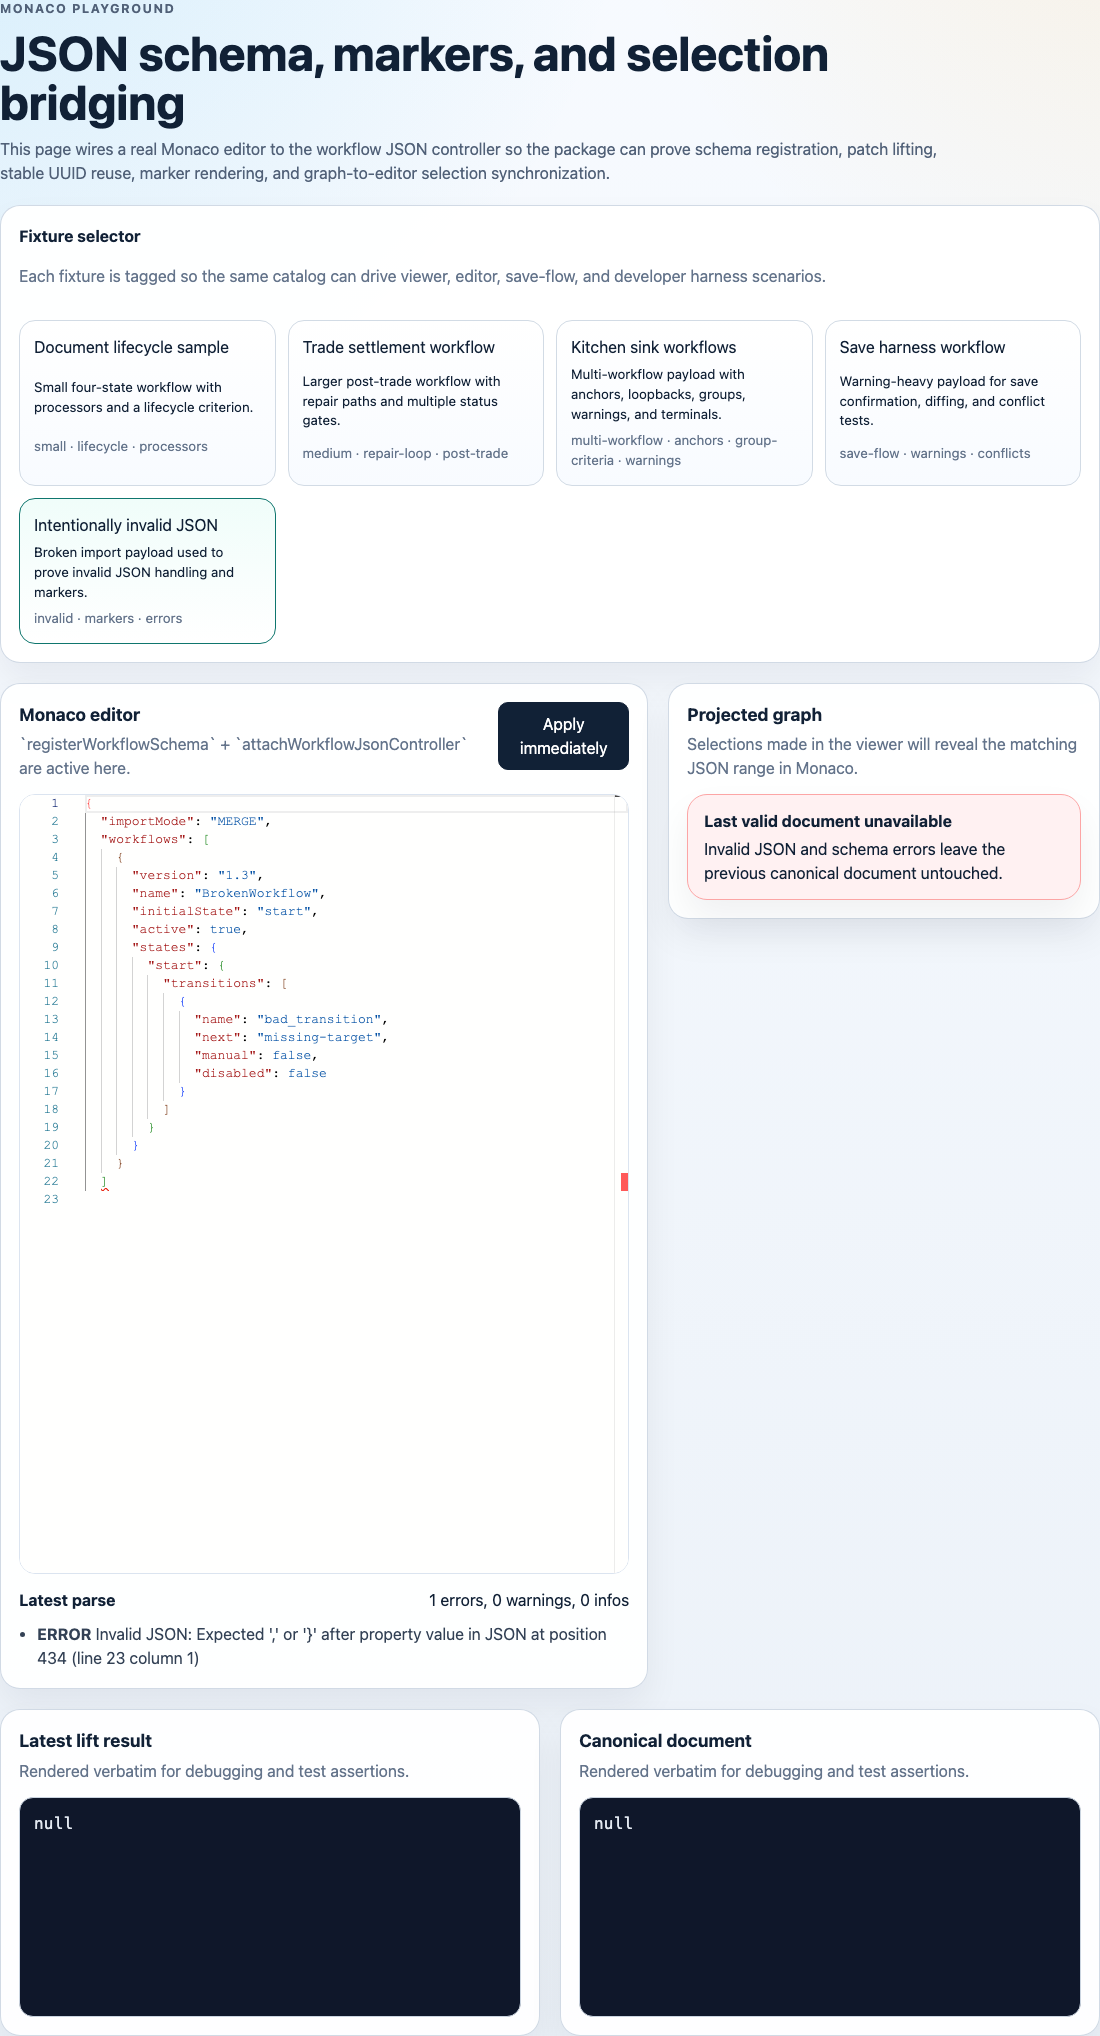 MONACO PLAYGROUND
JSON schema, markers, and selection
bridging
This page wires a real Monaco editor to the workflow JSON controller so the package can prove schema registration, patch lifting,
stable UUID reuse, marker rendering, and graph-to-editor selection synchronization.
Fixture selector
Each fixture is tagged so the same catalog can drive viewer, editor, save-flow, and developer harness scenarios.
Document lifecycle sample
Small four-state workflow with
processors and a lifecycle criterion.
small · lifecycle · processors
Trade settlement workflow
Larger post-trade workflow with
repair paths and multiple status
gates.
medium · repair-loop · post-trade
Kitchen sink workflows
Multi-workflow payload with
anchors, loopbacks, groups,
warnings, and terminals.
multi-workflow · anchors · group-
criteria · warnings
Save harness workflow
Warning-heavy payload for save
confirmation, diffing, and conflict
tests.
save-flow · warnings · conflicts
Intentionally invalid JSON
Broken import payload used to
prove invalid JSON handling and
markers.
invalid · markers · errors
Monaco editor
`registerWorkflowSchema` + `attachWorkflowJsonController`
are active here.
Apply
immediately
1 {
2 "importMode": "MERGE",
3 "workflows": [
4 {
5 "version": "1.3",
6 "name": "BrokenWorkflow",
7 "initialState": "start",
8 "active": true,
9 "states": {
10 "start": {
11 "transitions": [
12 {
13 "name": "bad_transition",
14 "next": "missing-target",
15 "manual": false,
16 "disabled": false
17 }
18 ]
19 }
20 }
21 }
22 ]
23
Latest parse
1 errors, 0 warnings, 0 infos
• ERROR Invalid JSON: Expected ',' or '}' after property value in JSON at position
434 (line 23 column 1)
Projected graph
Selections made in the viewer will reveal the matching
JSON range in Monaco.
Last valid document unavailable
Invalid JSON and schema errors leave the
previous canonical document untouched.
Latest lift result
Rendered verbatim for debugging and test assertions.
null
Canonical document
Rendered verbatim for debugging and test assertions.
null